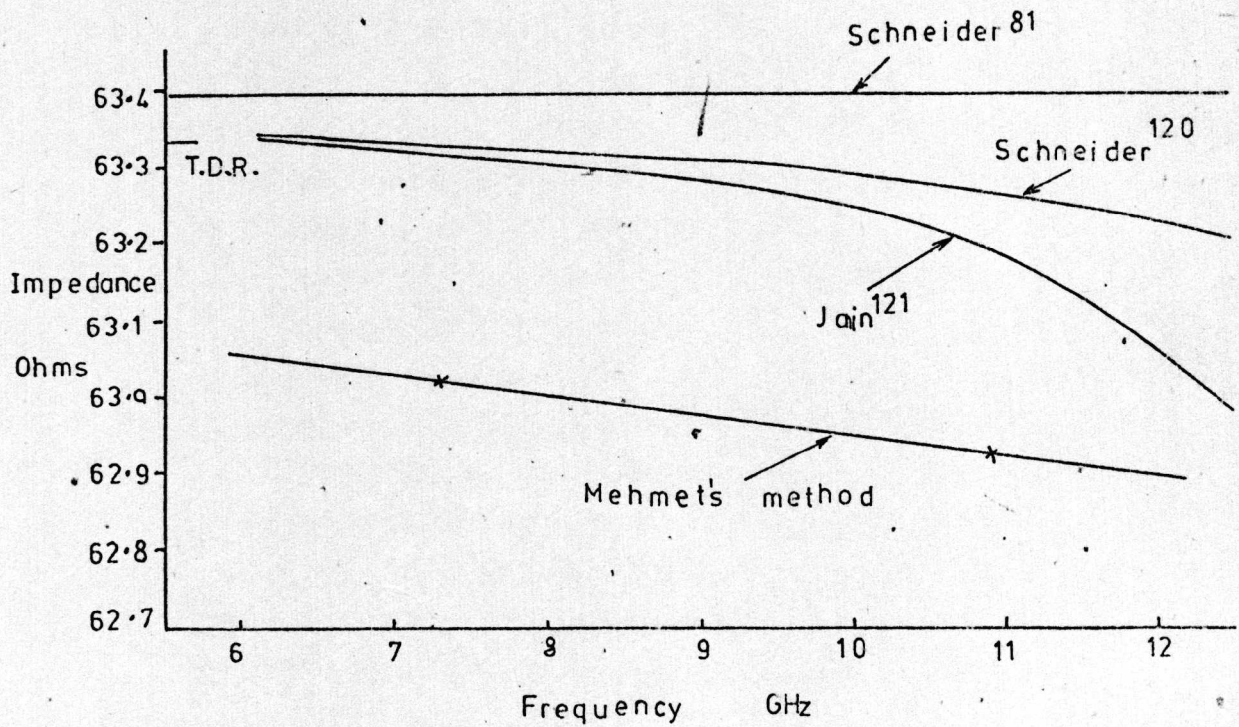 Schneider 81
63.4
Schneider 120
63.3
T.D.R.
63.2
Impedance
63.1
Jain 121
Ohms
63.9
62.9
Mehmet's method
62.8
62.7
6 7 8 9 10 11 12
Frequency GHz